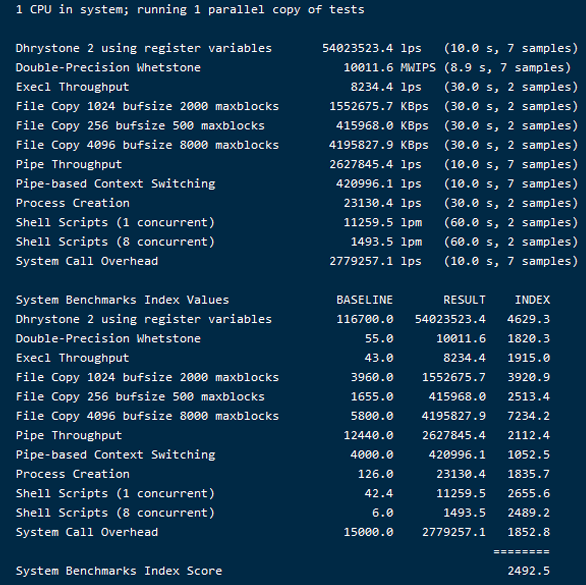 1 CPU in system; running 1 parallel copy of tests
Dhrystone 2 using register variables 54023523.4 lps (10.0 s, 7 samples)
Double-Precision Whetstone 10011.6 MWIPS (8.9 s, 7 samples)
Execl Throughput 8234.4 lps (30.0 s, 2 samples)
File Copy 1024 bufsize 2000 maxblocks 1552675.7 KBps (30.0 s, 2 samples)
File Copy 256 bufsize 500 maxblocks 415968.0 KBps (30.0 s, 2 samples)
File Copy 4096 bufsize 8000 maxblocks 4195827.9 KBps (30.0 s, 2 samples)
Pipe Throughput 2627845.4 lps (10.0 s, 7 samples)
Pipe-based Context Switching 420996.1 lps (10.0 s, 7 samples)
Process Creation 23130.4 lps (30.0 s, 2 samples)
Shell Scripts (1 concurrent) 11259.5 lpm (60.0 s, 2 samples)
Shell Scripts (8 concurrent) 1493.5 lpm (60.0 s, 2 samples)
System Call Overhead 2779257.1 lps (10.0 s, 7 samples)
System Benchmarks Index Values BASELINE RESULT INDEX
Dhrystone 2 using register variables 116700.0 54023523.4 4629.3
Double-Precision Whetstone 55.0 10011.6 1820.3
Execl Throughput 43.0 8234.4 1915.0
File Copy 1024 bufsize 2000 maxblocks 3960.0 1552675.7 3920.9
File Copy 256 bufsize 500 maxblocks 1655.0 415968.0 2513.4
File Copy 4096 bufsize 8000 maxblocks 5800.0 4195827.9 7234.2
Pipe Throughput 12440.0 2627845.4 2112.4
Pipe-based Context Switching 4000.0 420996.1 1052.5
Process Creation 126.0 23130.4 1835.7
Shell Scripts (1 concurrent) 42.4 11259.5 2655.6
Shell Scripts (8 concurrent) 6.0 1493.5 2489.2
System Call Overhead 15000.0 2779257.1 1852.8
========
System Benchmarks Index Score 2492.5